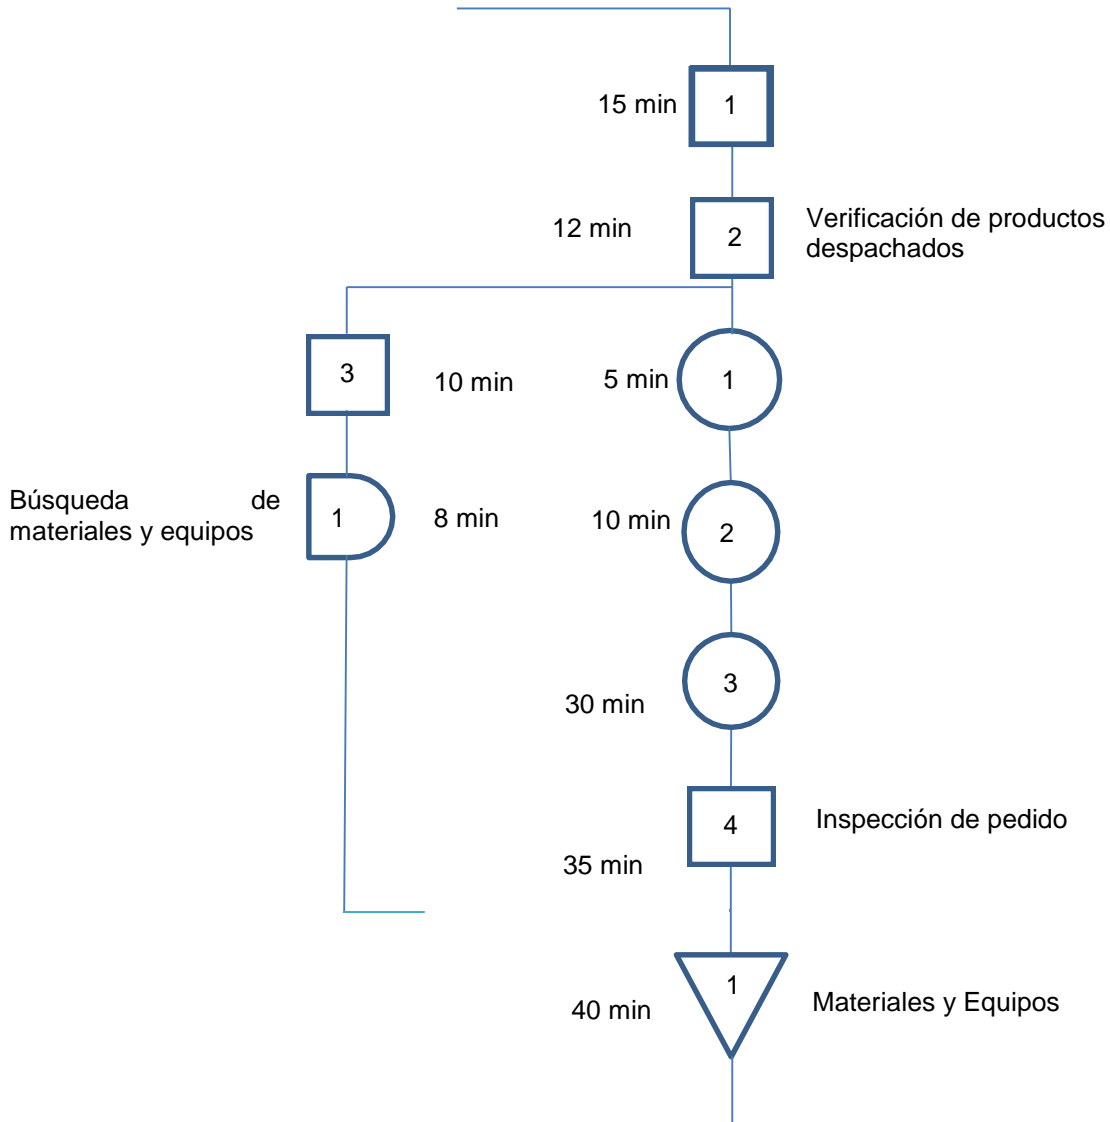 15 min
1
12 min
2
Verificación de productos
despachados
3
10 min
5 min
1
Búsqueda de
materiales y equipos
1
8 min
10 min
2
30 min
3
4
Inspección de pedido
35 min
1
40 min
Materiales y Equipos